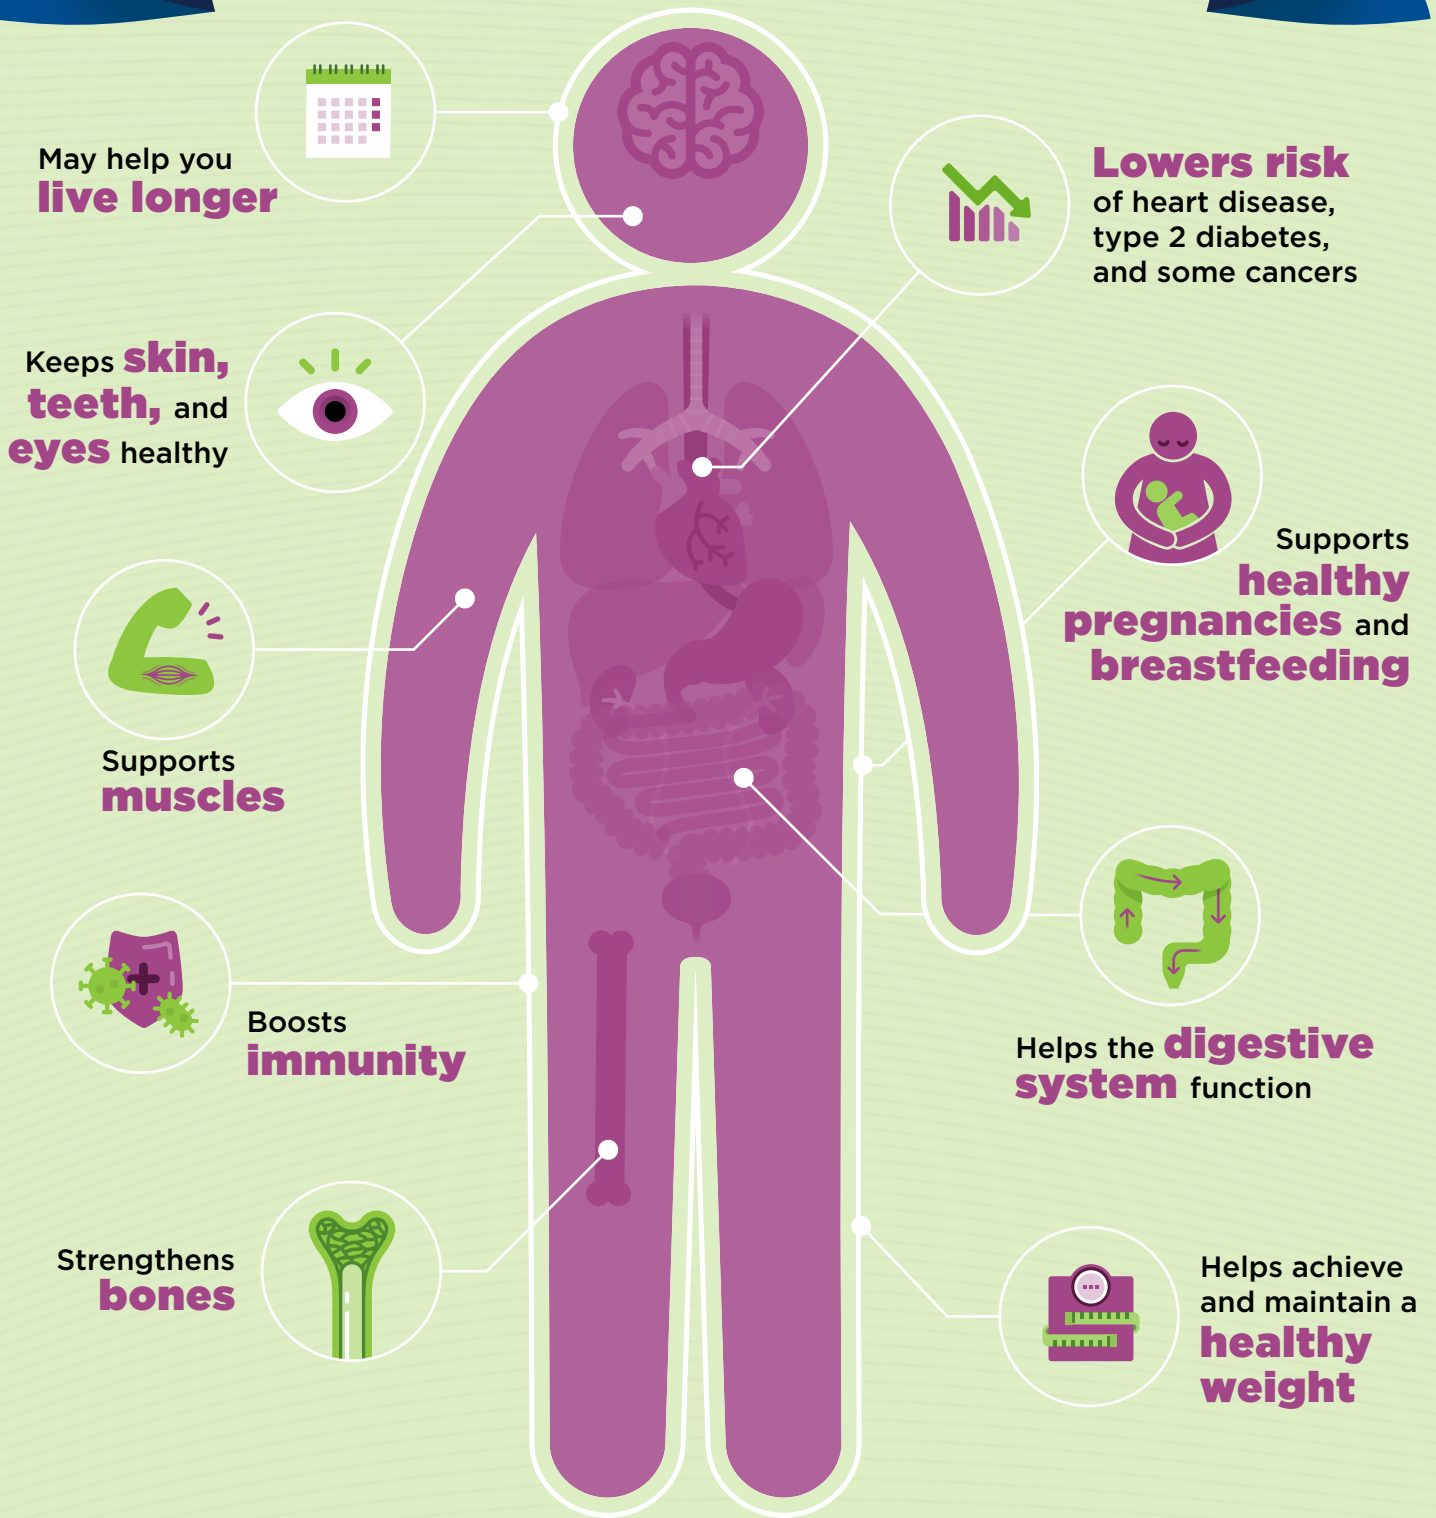 May help you
live longer
Keeps skin,
teeth, and
eyes healthy
Supports
muscles
Boosts
immunity
Strengthens
bones
Lowers risk
of heart disease,
type 2 diabetes,
and some cancers
Supports
healthy
pregnancies and
breastfeeding
Helps the digestive
system function
Helps achieve
and maintain a
healthy
weight